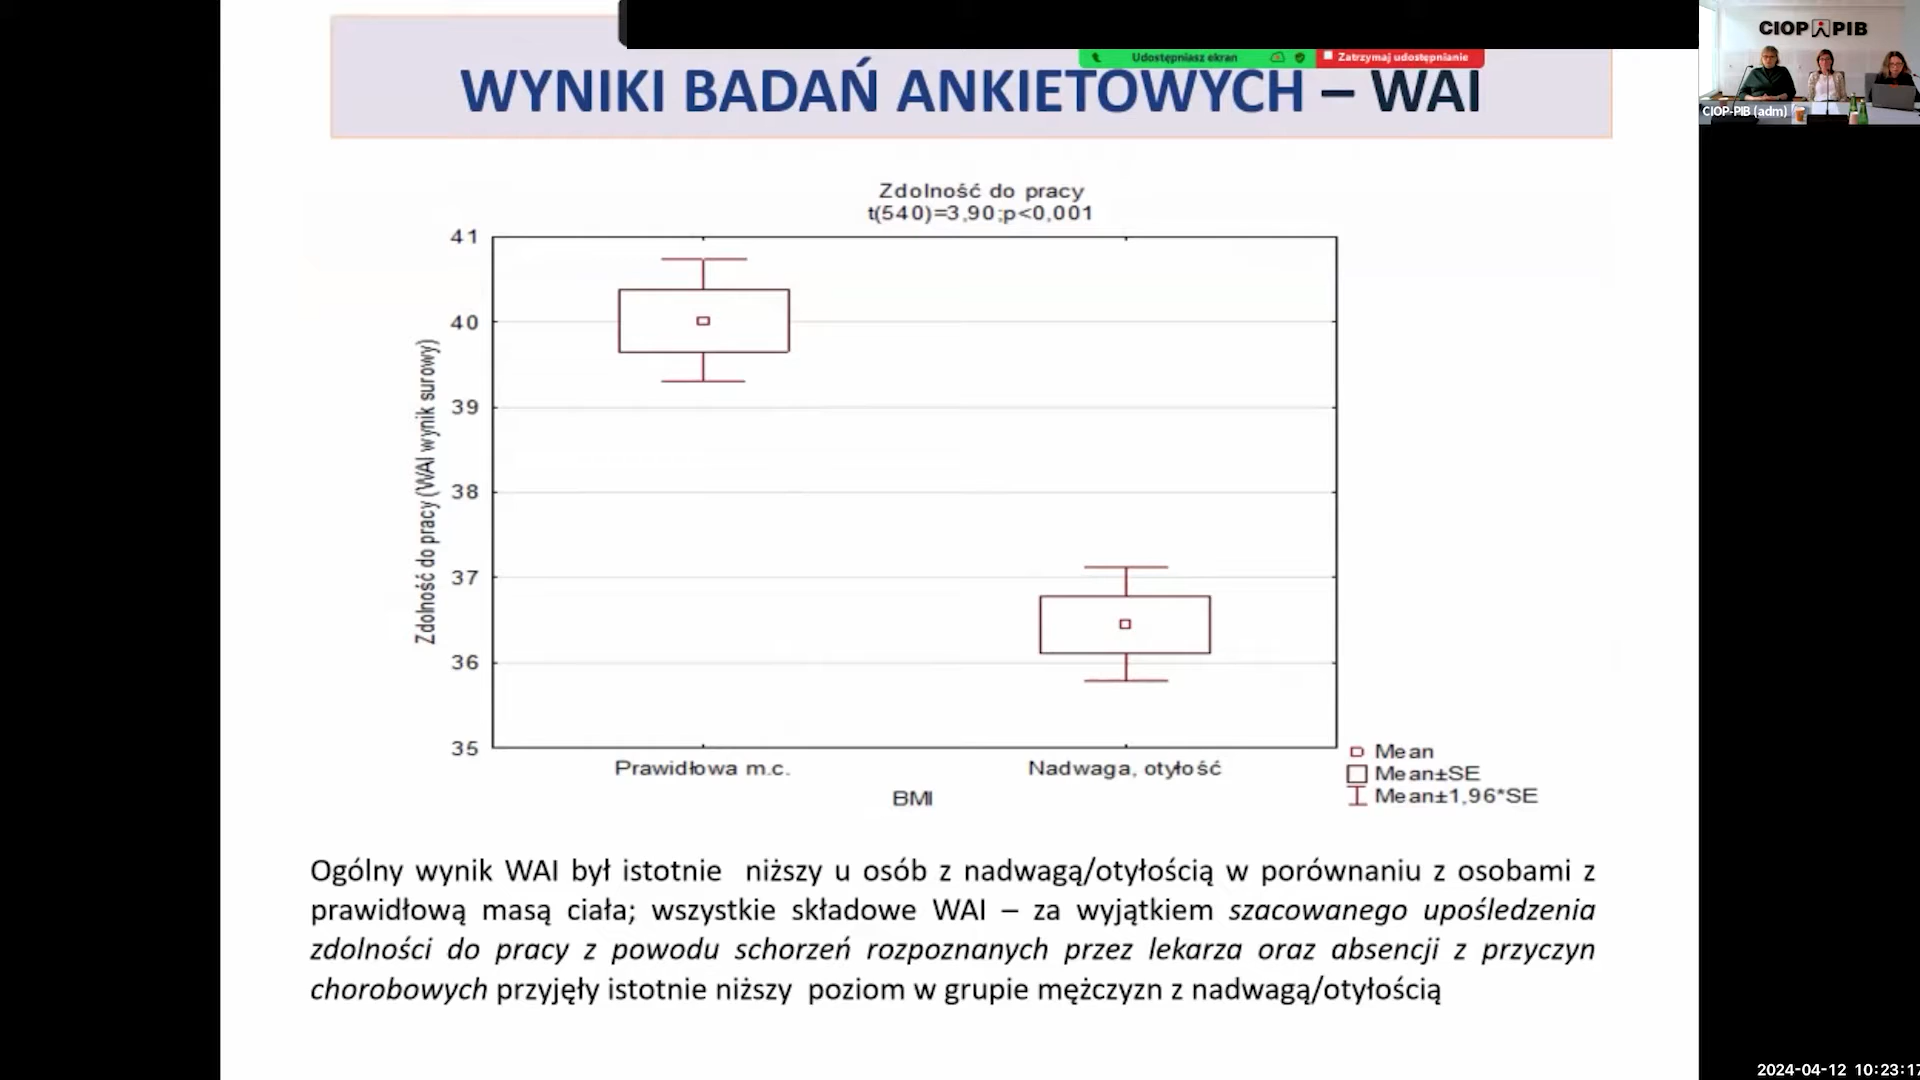 CIOP PIB
Udostępniasz ekran
Zatrzymaj udostępnianie
WYNIKI BADAŃ ANKIETOWYCH – WAI
CIOP-PIB (adm)
Zdolność do pracy
t(540)=3,90;p<0,001
41
40
39
38
37
36
35
Zdolność do pracy (WAI wynik surowy)
Prawidłowa m.c.
Nadwaga, otyłość
BMI
Mean
Mean±SE
Mean±1,96*SE
Ogólny wynik WAI był istotnie niższy u osób z nadwagą/otyłością w porównaniu z osobami z
prawidłową masą ciała; wszystkie składowe WAI – za wyjątkiem szacowanego upośledzenia
zdolności do pracy z powodu schorzeń rozpoznanych przez lekarza oraz absencji z przyczyn
chorobowych przyjęły istotnie niższy poziom w grupie mężczyzn z nadwagą/otyłością
2024-04-12 10:23:17